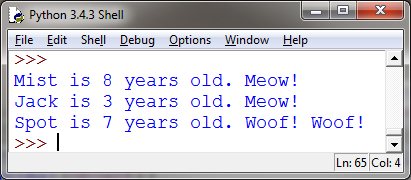 Python 3.4.3 Shell
File Edit Shell Debug Options Window Help
>>>
Mist is 8 years old. Meow!
Jack is 3 years old. Meow!
Spot is 7 years old. Woof! Woof!
>>>
Ln: 65 Col: 4